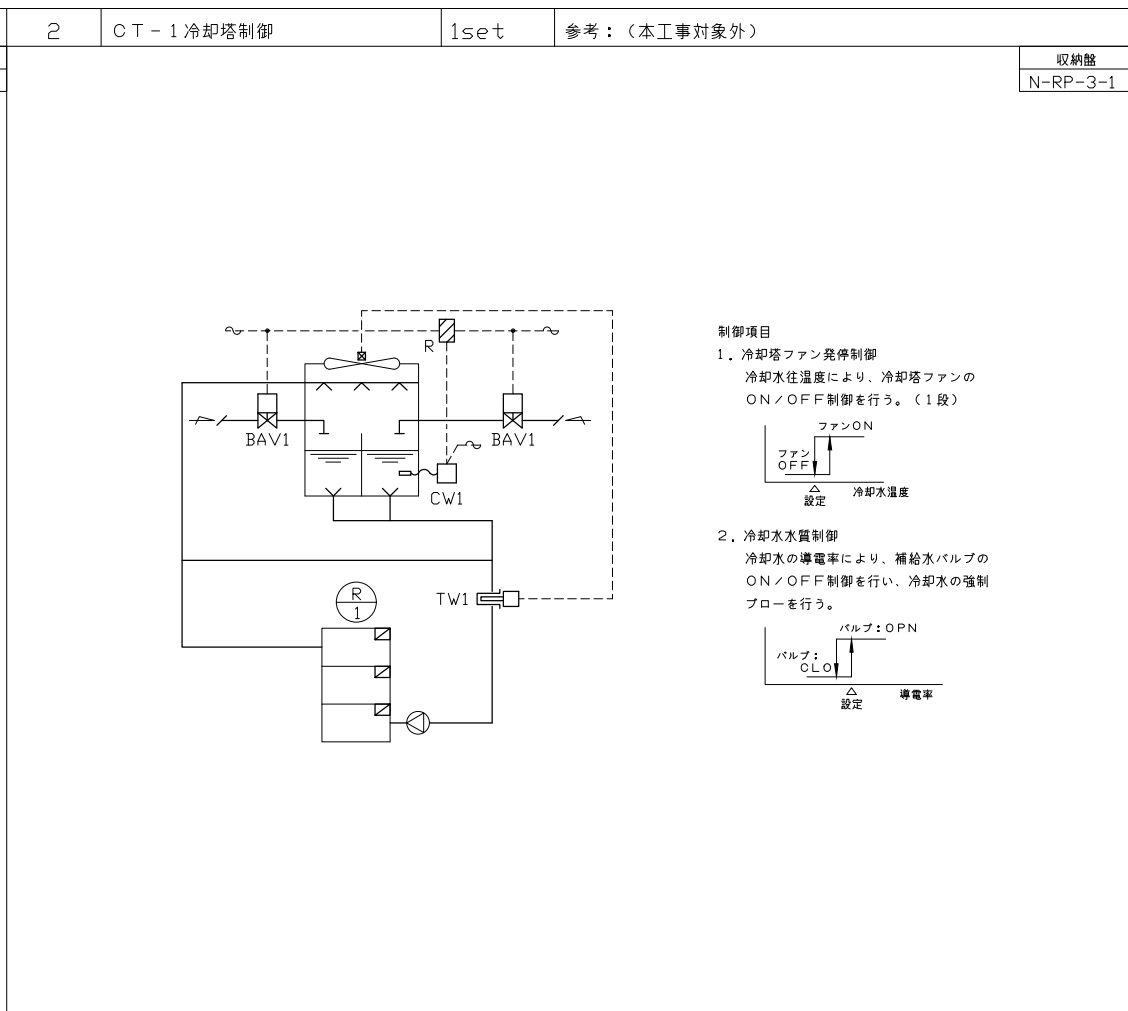 2 CT-1冷却塔制御 1set 参考：（本工事対象外）
収納盤
N-RP-3-1
R
BAV1
BAV1
CW1
TW1
R
1
制御項目
1．冷却塔ファン発停制御
冷却水往温度により、冷却塔ファンの
ON／OFF制御を行う。（1段）
ファンON
ファン
OFF
設定
冷却水温度
2．冷却水水質制御
冷却水の導電率により、補給水バルブの
ON／OFF制御を行い、冷却水の強制
ブローを行う。
バルブ：OPN
バルブ：
CLO
設定
導電率